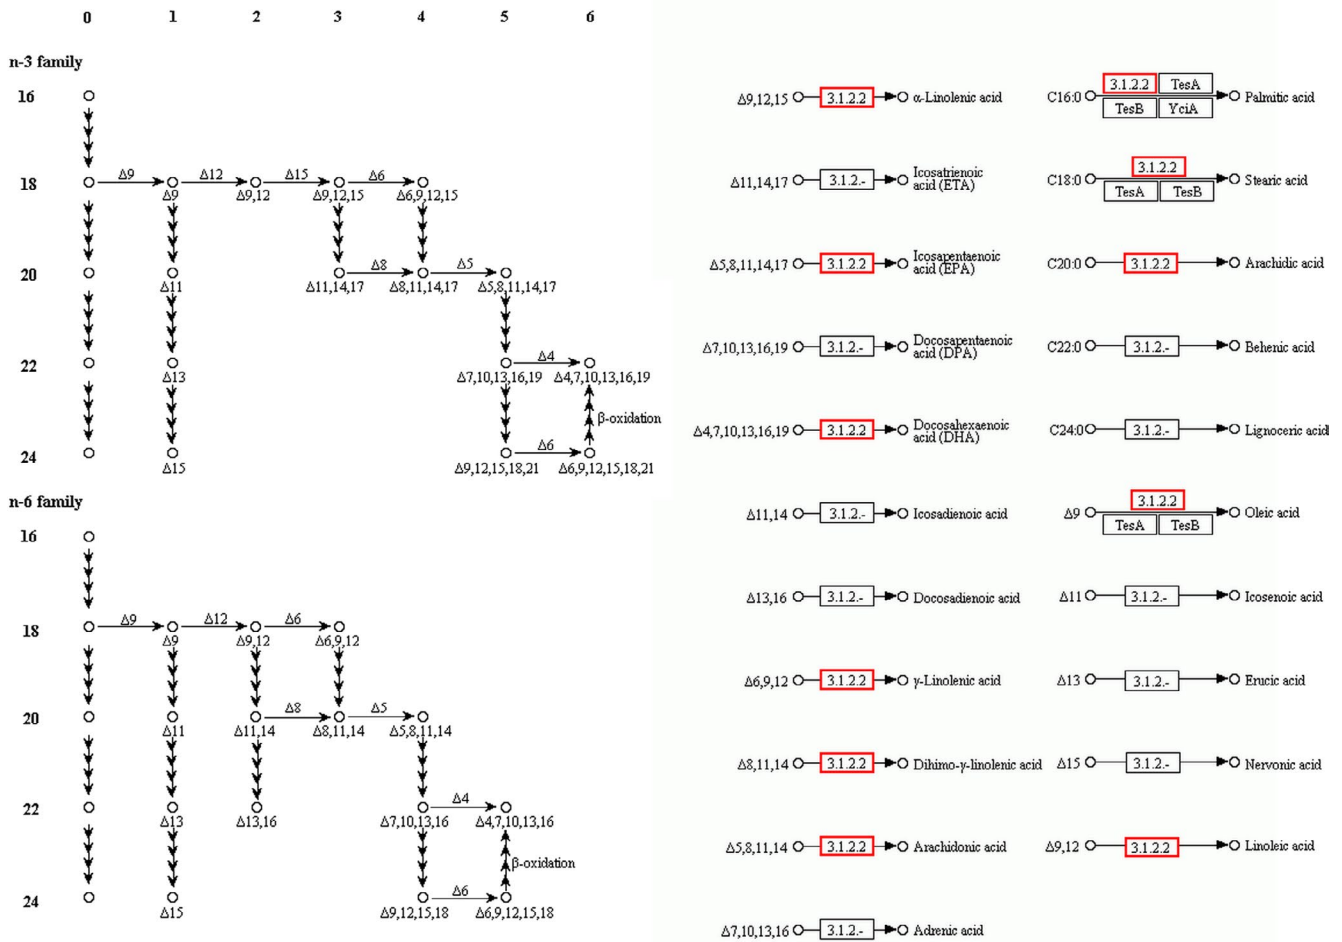 0 1 2 3 4 5 6
n-3 family
16
Δ9 Δ12 Δ15 Δ6
18
Δ9 Δ9,12 Δ9,12,15 Δ6,9,12,15
Δ8 Δ5
20
Δ11 Δ11,14,17 Δ8,11,14,17 Δ5,8,11,14,17
Δ4
22
Δ13 Δ7,10,13,16,19 Δ4,7,10,13,16,19
β-oxidation
Δ6
24
Δ15 Δ9,12,15,18,21 Δ6,9,12,15,18,21
n-6 family
16
Δ9 Δ12 Δ6
18
Δ9 Δ9,12 Δ6,9,12
Δ8 Δ5
20
Δ11 Δ11,14 Δ8,11,14 Δ5,8,11,14
Δ4
22
Δ13 Δ13,16 Δ7,10,13,16 Δ4,7,10,13,16
β-oxidation
Δ6
24
Δ15 Δ9,12,15,18 Δ6,9,12,15,18
Δ9,12,15 3.1.2.2 α-Linolenic acid
Δ11,14,17 3.1.2.- Icosatrienoic
acid (ETA)
Δ5,8,11,14,17 3.1.2.2 Icosapentaenoic
acid (EPA)
Δ7,10,13,16,19 3.1.2.- Docosapentaenoic
acid (DPA)
Δ4,7,10,13,16,19 3.1.2.2 Docosahexaenoic
acid (DHA)
Δ11,14 3.1.2.- Icosadienoic acid
Δ13,16 3.1.2.- Docosadienoic acid
Δ6,9,12 3.1.2.2 γ-Linolenic acid
Δ8,11,14 3.1.2.2 Dihimo-γ-linolenic acid
Δ5,8,11,14 3.1.2.2 Arachidonic acid
Δ7,10,13,16 3.1.2.- Adrenic acid
3.1.2.2 TesA
C16:0 Palmitic acid
TesB YciA
3.1.2.2
C18:0 Stearic acid
TesA TesB
C20:0 3.1.2.2 Arachidic acid
C22:0 3.1.2.- Behenic acid
C24:0 3.1.2.- Lignoceric acid
3.1.2.2
Δ9 Oleic acid
TesA TesB
Δ11 3.1.2.- Icosenoic acid
Δ13 3.1.2.- Erucic acid
Δ15 3.1.2.- Nervonic acid
Δ9,12 3.1.2.2 Linoleic acid